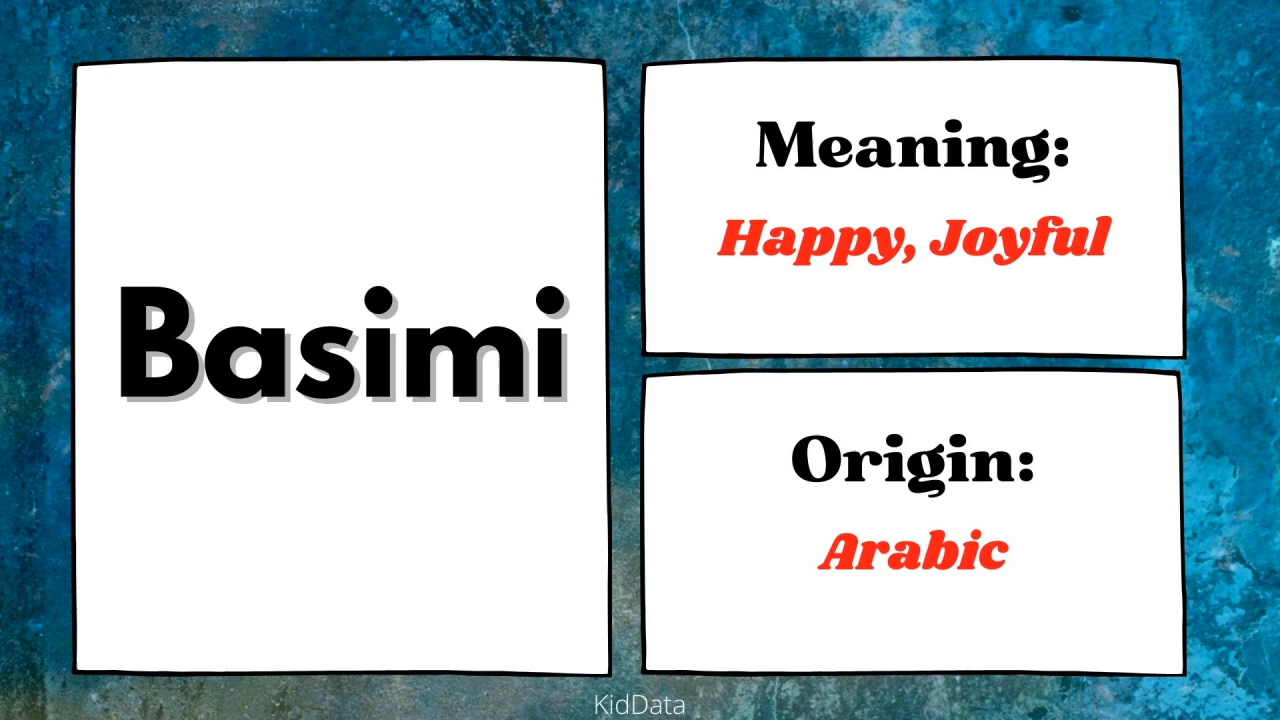 Basimi
Meaning:
Happy, Joyful
Origin:
Arabic
KidData